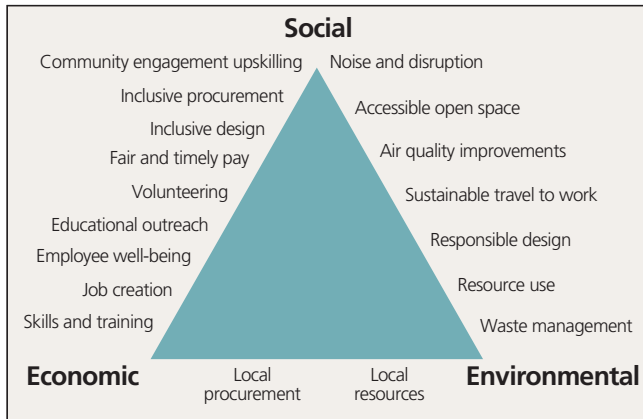 Social
Community engagement upskilling
Noise and disruption
Inclusive procurement
Accessible open space
Inclusive design
Air quality improvements
Fair and timely pay
Volunteering
Sustainable travel to work
Educational outreach
Responsible design
Employee well-being
Resource use
Job creation
Skills and training
Waste management
Economic
Local
procurement
Local
resources
Environmental